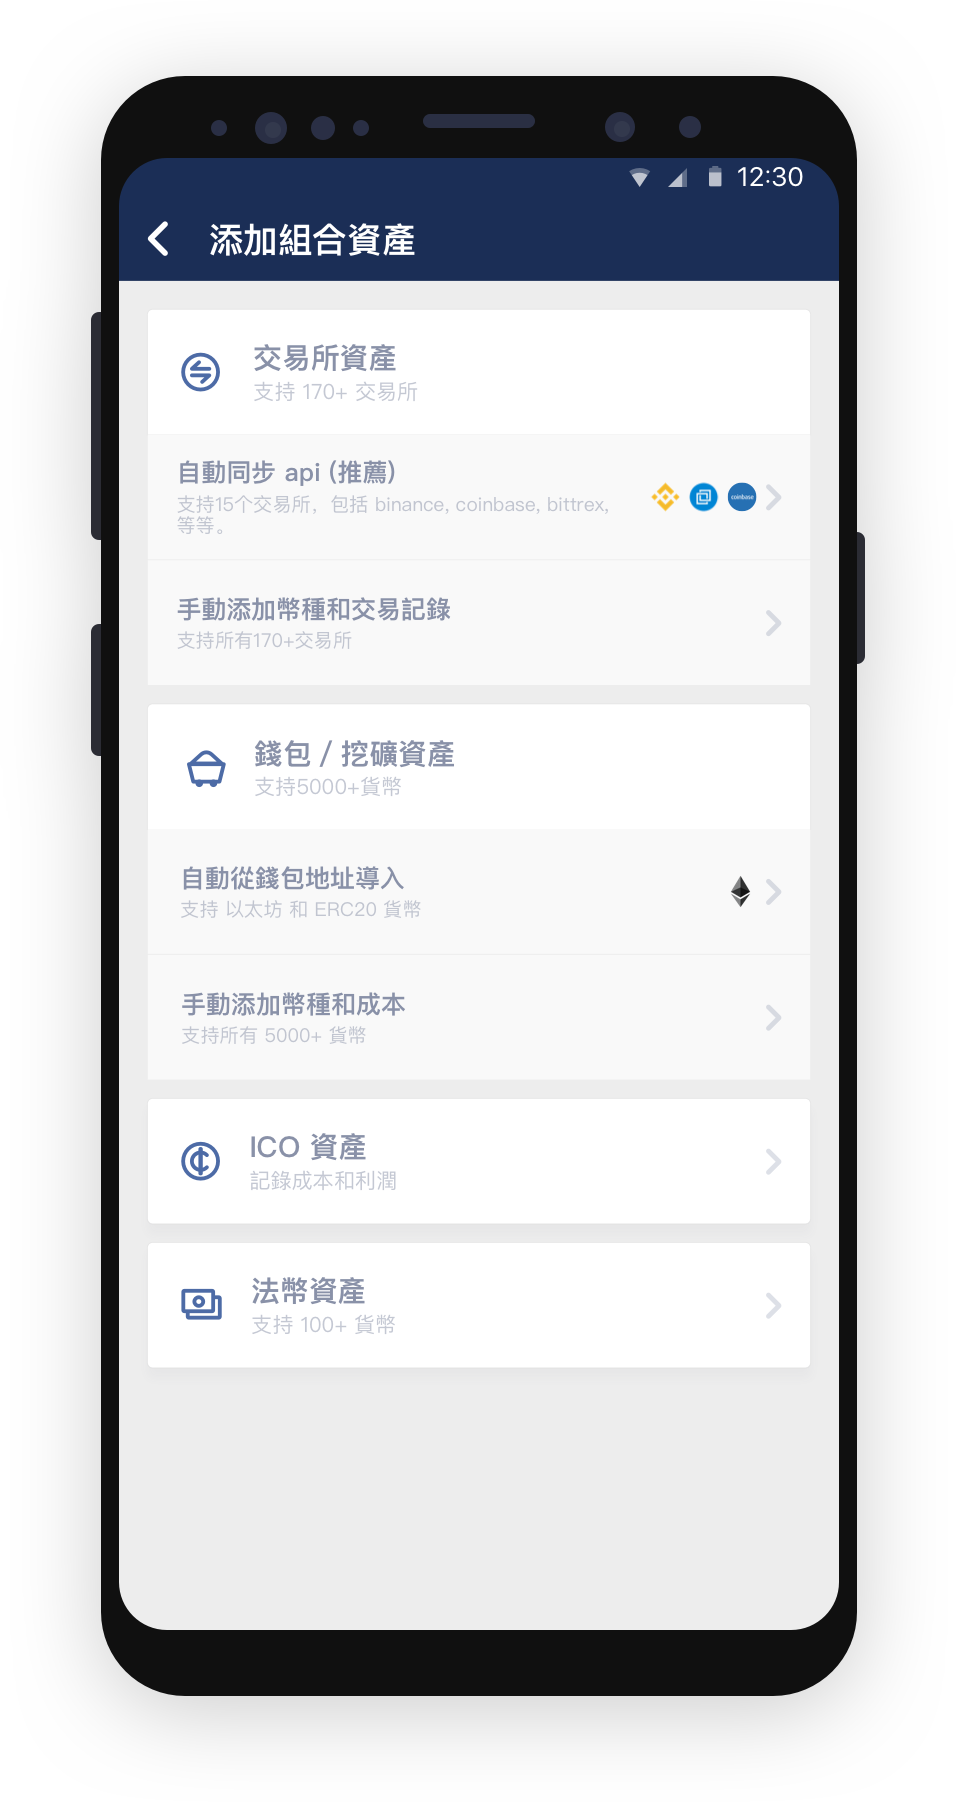 12:30
添加組合資產
交易所資產
支持 170+ 交易所
自動同步 api (推薦)
支持15个交易所，包括 binance, coinbase, bittrex,
等等。
coinbase
手動添加幣種和交易記錄
支持所有170+交易所
錢包 / 挖礦資產
支持5000+貨幣
自動從錢包地址導入
支持 以太坊 和 ERC20 貨幣
手動添加幣種和成本
支持所有 5000+ 貨幣
ICO 資產
記錄成本和利潤
法幣資產
支持 100+ 貨幣